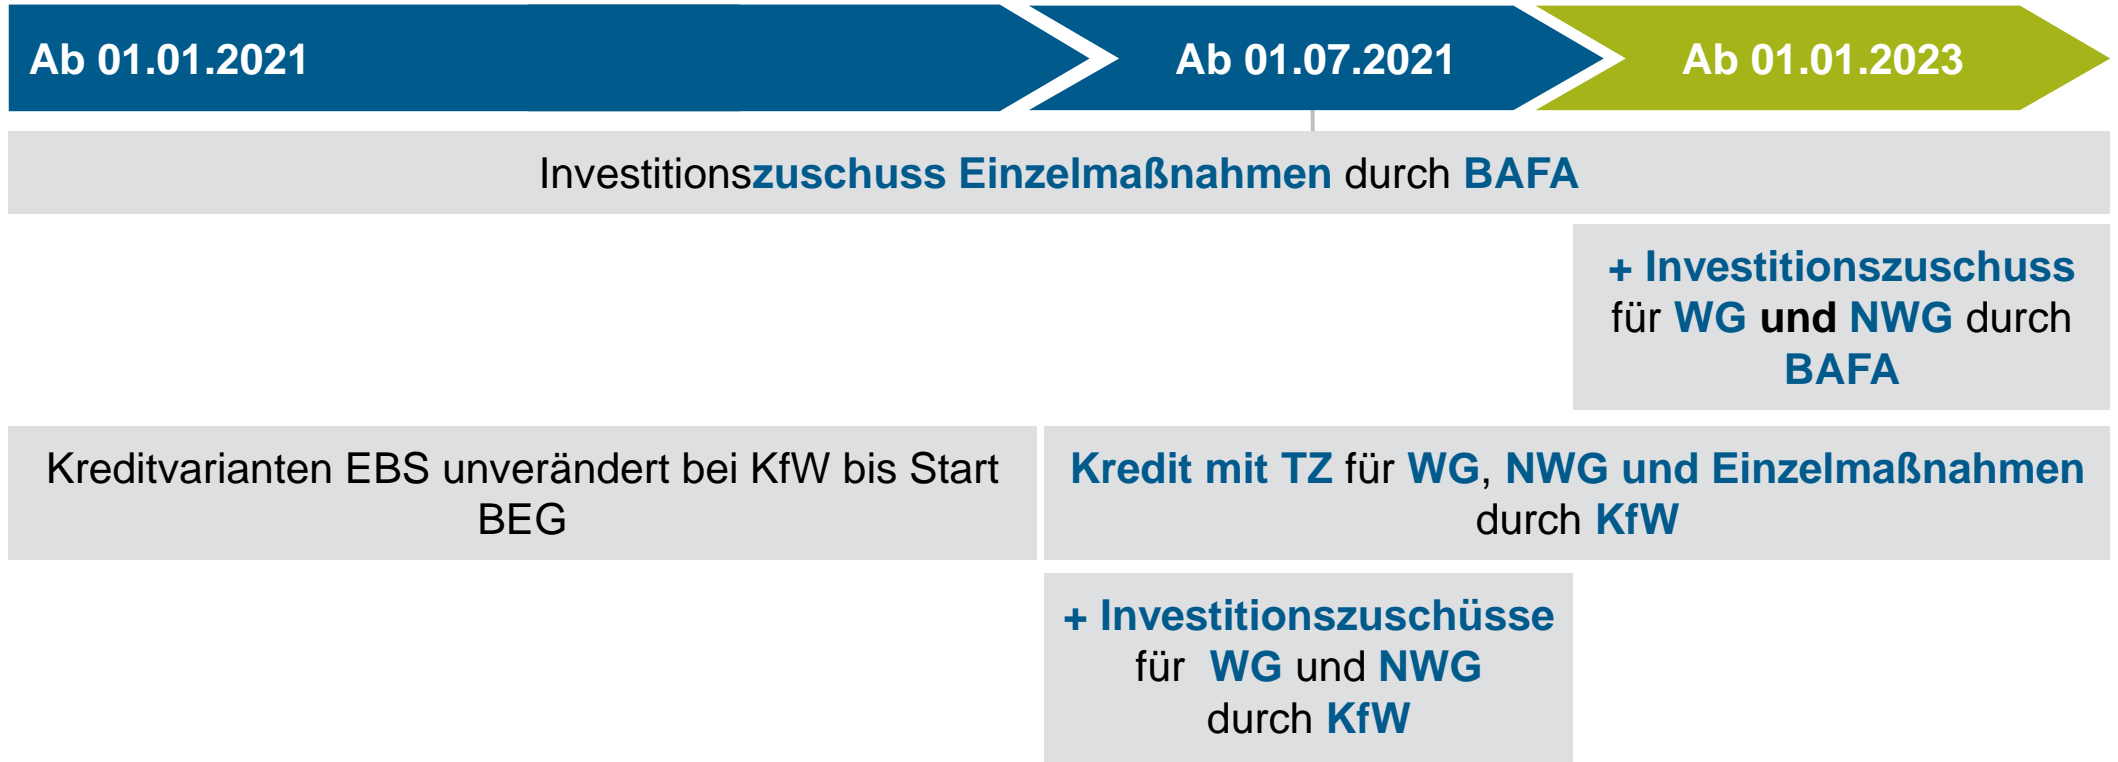 Ab 01.01.2021
Ab 01.07.2021
Ab 01.01.2023
Investitionszuschuss Einzelmaßnahmen durch BAFA
+ Investitionszuschuss
für WG und NWG durch
BAFA
Kreditvarianten EBS unverändert bei KfW bis Start
BEG
Kredit mit TZ für WG, NWG und Einzelmaßnahmen
durch KfW
+ Investitionszuschüsse
für WG und NWG
durch KfW